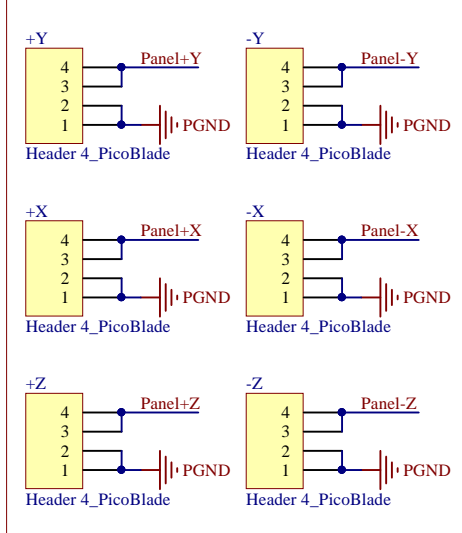 +Y
4 Panel+Y
3
2
1 PGND
Header 4_PicoBlade
-Y
4 Panel-Y
3
2
1 PGND
Header 4_PicoBlade
+X
4 Panel+X
3
2
1 PGND
Header 4_PicoBlade
-X
4 Panel-X
3
2
1 PGND
Header 4_PicoBlade
+Z
4 Panel+Z
3
2
1 PGND
Header 4_PicoBlade
-Z
4 Panel-Z
3
2
1 PGND
Header 4_PicoBlade